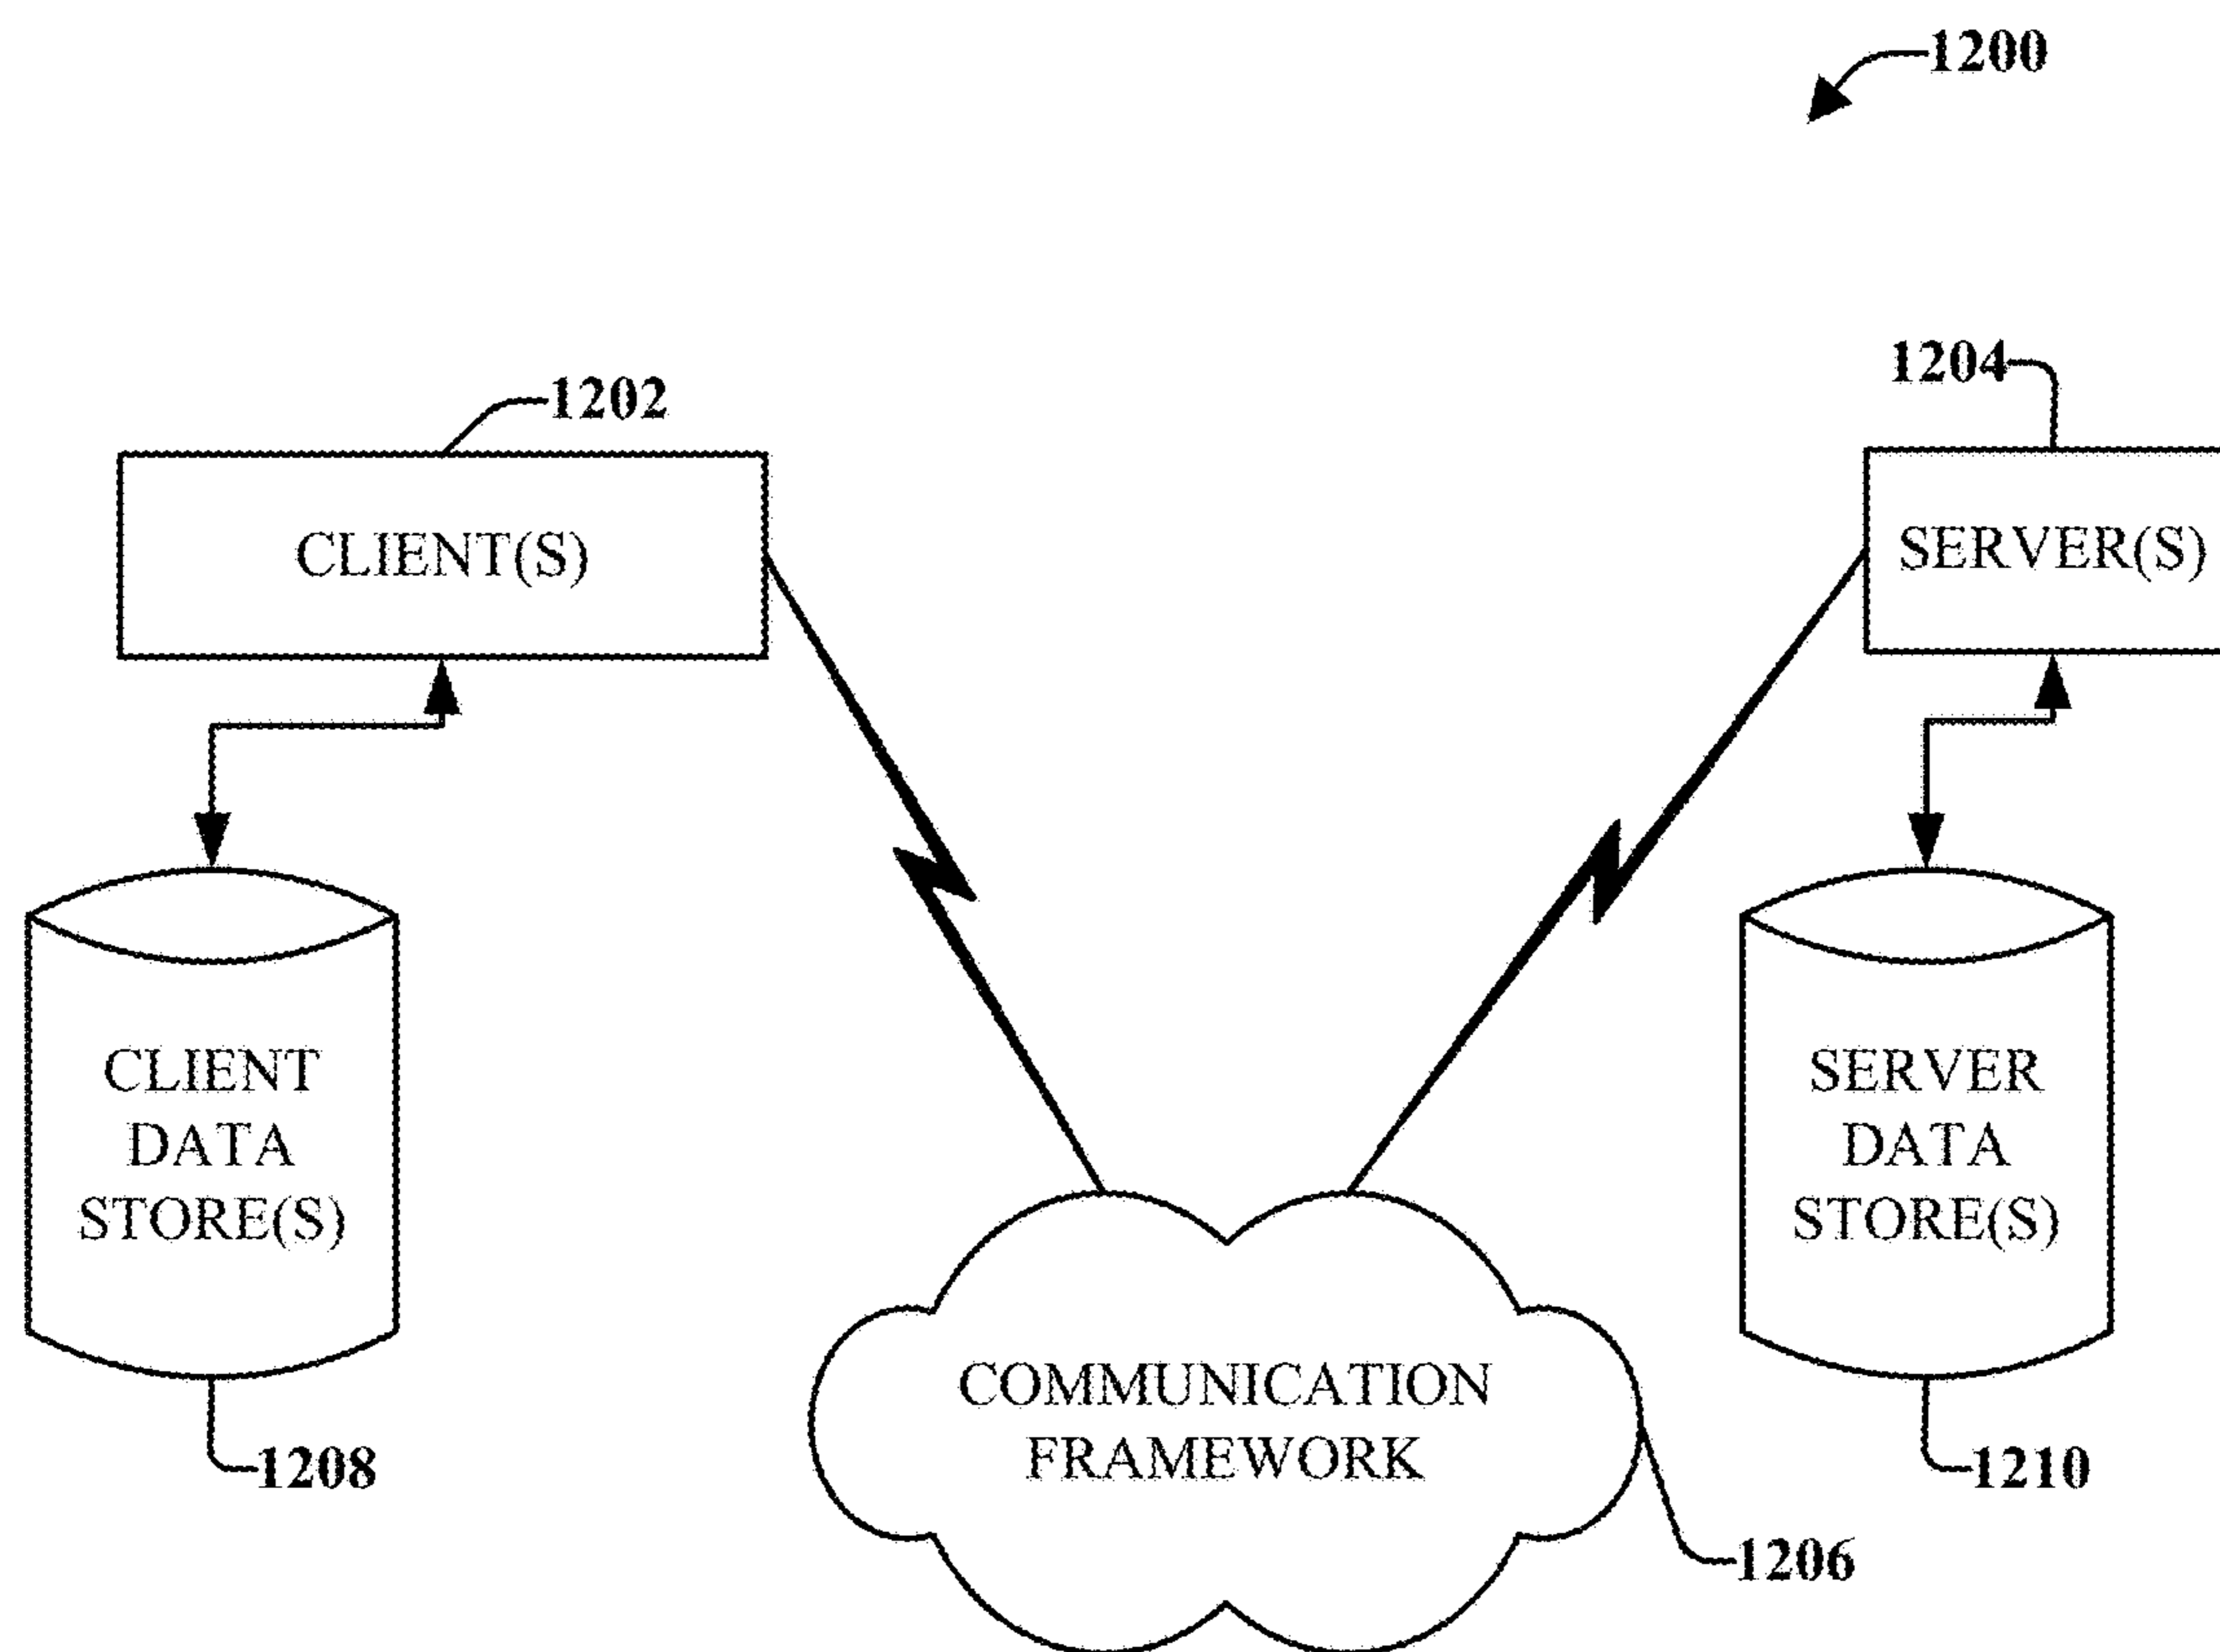 1200
1202
1204
CLIENT(S)
SERVER(S)
CLIENT
DATA
STORE(S)
SERVER
DATA
STORE(S)
COMMUNICATION
FRAMEWORK
1208
1210
1206